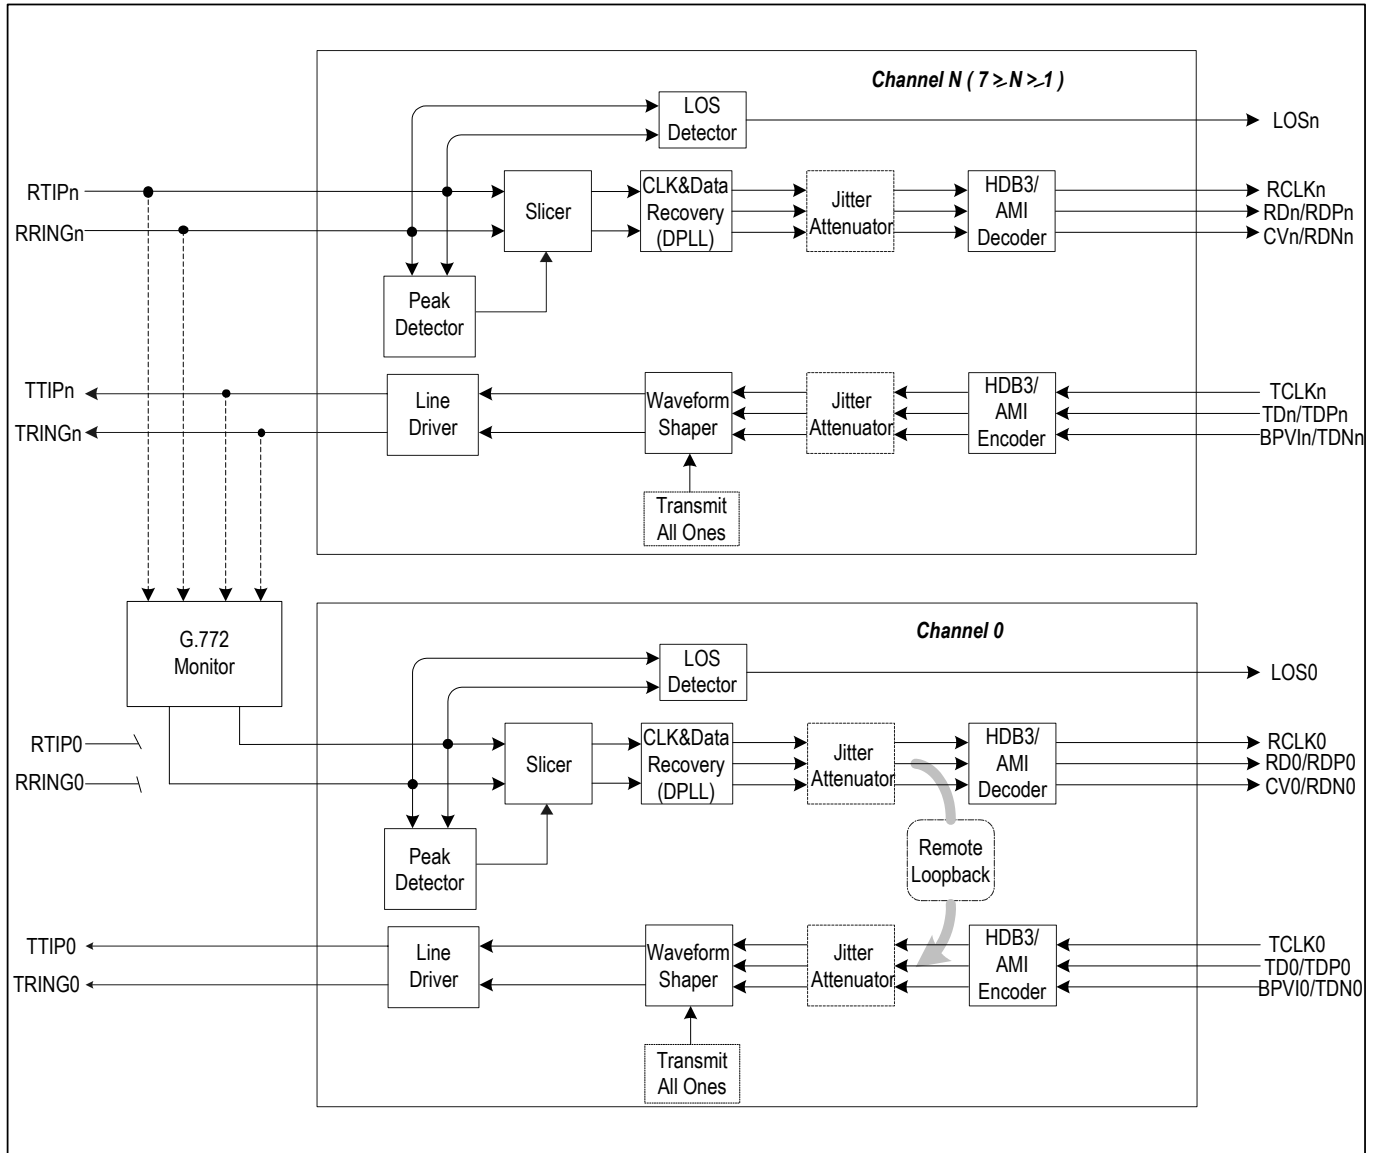 Channel N ( 7 ≥ N ≥ 1 )
LOS
Detector
LOSn
RTIPn
RRINGn
Slicer
CLK&Data
Recovery
(DPLL)
Jitter
Attenuator
HDB3/
AMI
Decoder
RCLKn
RDn/RDPn
CVn/RDNn
Peak
Detector
TTIPn
TRINGn
Line
Driver
Waveform
Shaper
Jitter
Attenuator
HDB3/
AMI
Encoder
TCLKn
TDn/TDPn
BPVIn/TDNn
Transmit
All Ones
G.772
Monitor
Channel 0
LOS
Detector
LOS0
RTIP0
RRING0
Slicer
CLK&Data
Recovery
(DPLL)
Jitter
Attenuator
HDB3/
AMI
Decoder
RCLK0
RD0/RDP0
CV0/RDN0
Peak
Detector
Remote
Loopback
TTIP0
TRING0
Line
Driver
Waveform
Shaper
Jitter
Attenuator
HDB3/
AMI
Encoder
TCLK0
TD0/TDP0
BPVI0/TDN0
Transmit
All Ones